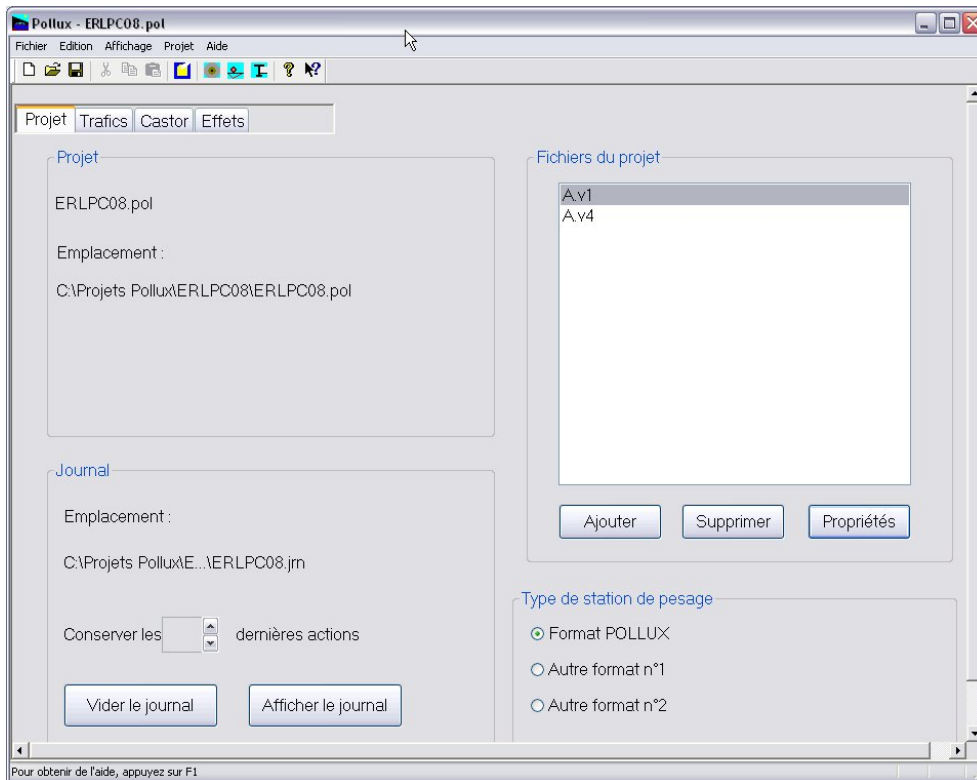 Pollux - ERLPC08.pol
Fichier Edition Affichage Projet Aide
Projet Trafics Castor Effets
Projet
ERLPC08.pol
Emplacement :
C:\Projets Pollux\ERLPC08\ERLPC08.pol
Journal
Emplacement :
C:\Projets Pollux\E...\ERLPC08.jrn
Conserver les dernières actions
Vider le journal Afficher le journal
Fichiers du projet
A.v1
A.v4
Ajouter Supprimer Propriétés
Type de station de pesage
Format POLLUX
Autre format n°1
Autre format n°2
Pour obtenir de l'aide, appuyez sur F1